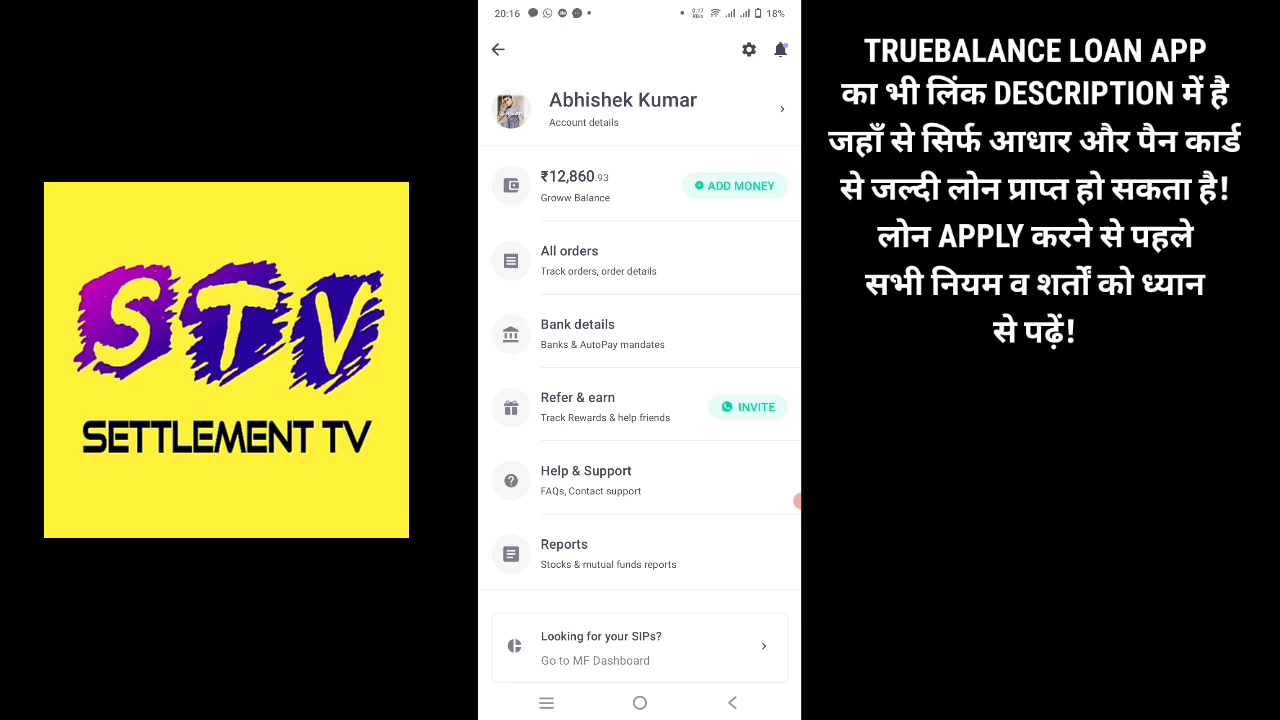 STV
SETTLEMENT TV
20:16
18%
Abhishek Kumar
Account details
₹12,860.93
Groww Balance
ADD MONEY
All orders
Track orders, order details
Bank details
Banks & AutoPay mandates
Refer & earn
Track Rewards & help friends
INVITE
Help & Support
FAQs, Contact support
Reports
Stocks & mutual funds reports
Looking for your SIPs?
Go to MF Dashboard
TRUEBALANCE LOAN APP
का भी लिंक DESCRIPTION में है
जहाँ से सिर्फ आधार और पैन कार्ड
से जल्दी लोन प्राप्त हो सकता है!
लोन APPLY करने से पहले
सभी नियम व शर्तों को ध्यान
से पढ़ें!